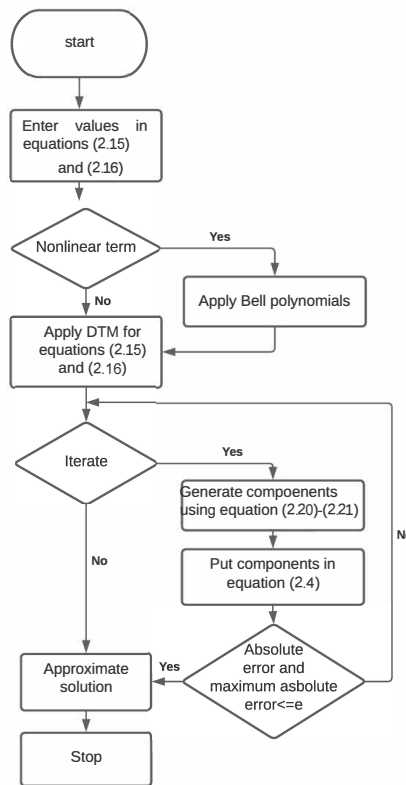 start
Enter values in
equations (2.15)
and (2.16)
Nonlinear term
Yes
Apply Bell polynomials
No
Apply DTM for
equations (2.15)
and (2.16)
Iterate
Yes
Generate compoenents
using equation (2.20)-(2.21)
No
Put components in
equation (2.4)
Absolute
error and
maximum asbolute
error<=e
Yes
Approximate
solution
Stop